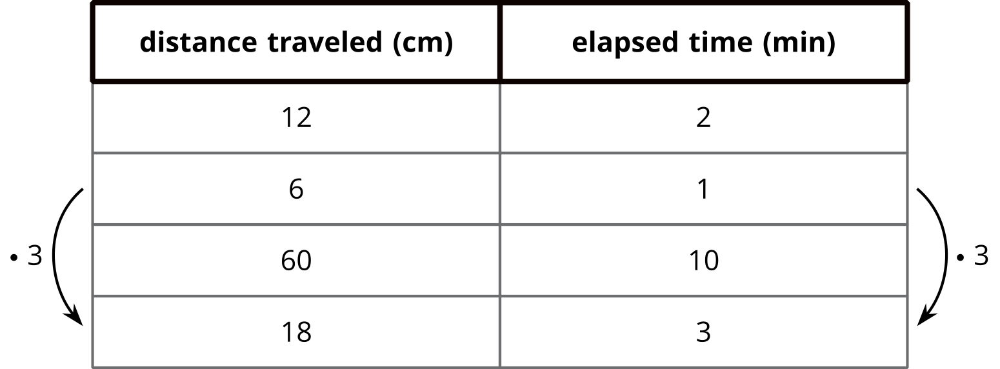 distance traveled (cm) elapsed time (min)
12 2
6 1
• 3 60 10 • 3
18 3